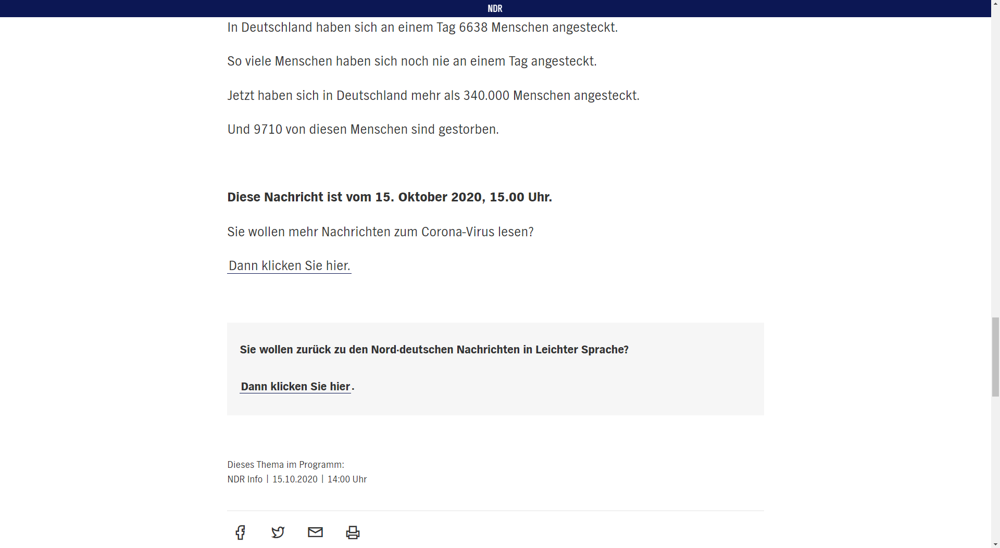 NDR
In Deutschland haben sich an einem Tag 6638 Menschen angesteckt.
So viele Menschen haben sich noch nie an einem Tag angesteckt.
Jetzt haben sich in Deutschland mehr als 340.000 Menschen angesteckt.
Und 9710 von diesen Menschen sind gestorben.
Diese Nachricht ist vom 15. Oktober 2020, 15.00 Uhr.
Sie wollen mehr Nachrichten zum Corona-Virus lesen?
Dann klicken Sie hier.
Sie wollen zurück zu den Nord·deutschen Nachrichten in Leichter Sprache?
Dann klicken Sie hier.
Dieses Thema im Programm:
NDR Info | 15.10.2020 | 14:00 Uhr